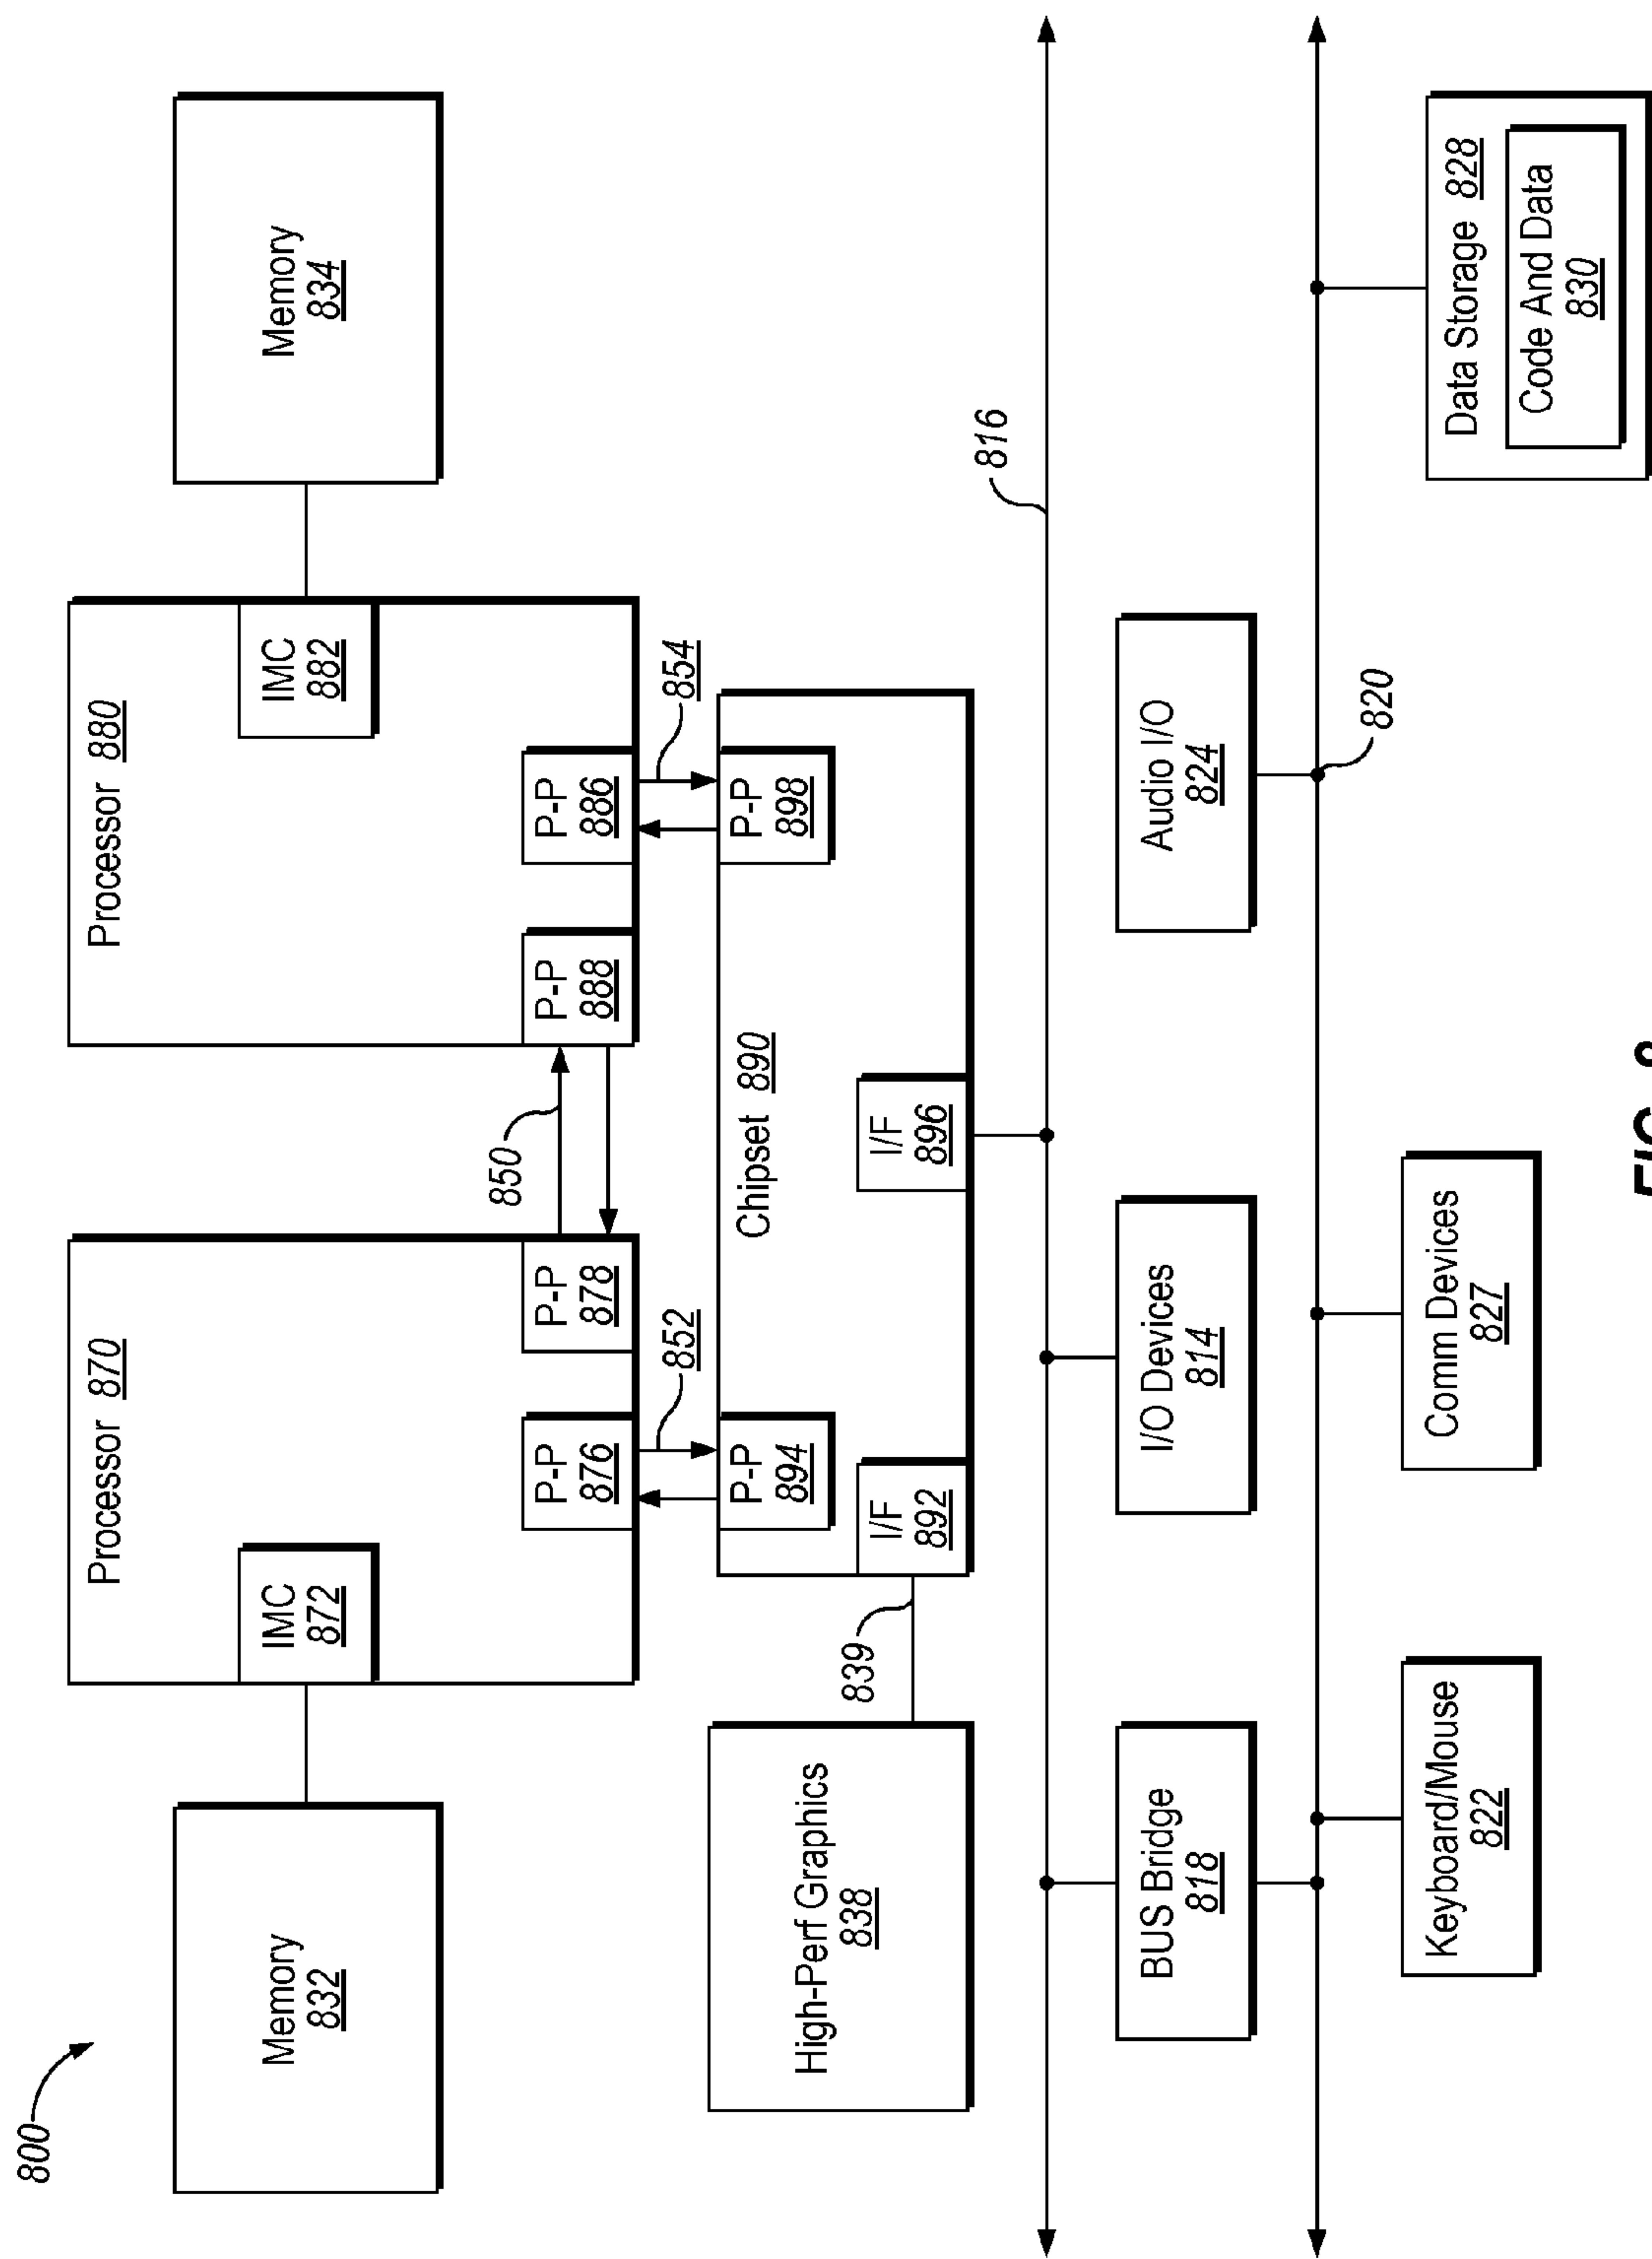 800
Memory
832
Processor 870
IMC
872
P-P
876
P-P
878
850
Processor 880
IMC
882
P-P
888
P-P
886
Memory
834
852
854
High-Perf Graphics
838
839
Chipset 890
P-P
894
P-P
898
I/F
892
I/F
896
816
BUS Bridge
818
I/O Devices
814
Audio I/O
824
820
Keyboard/Mouse
822
Comm Devices
827
Data Storage 828
Code And Data
830